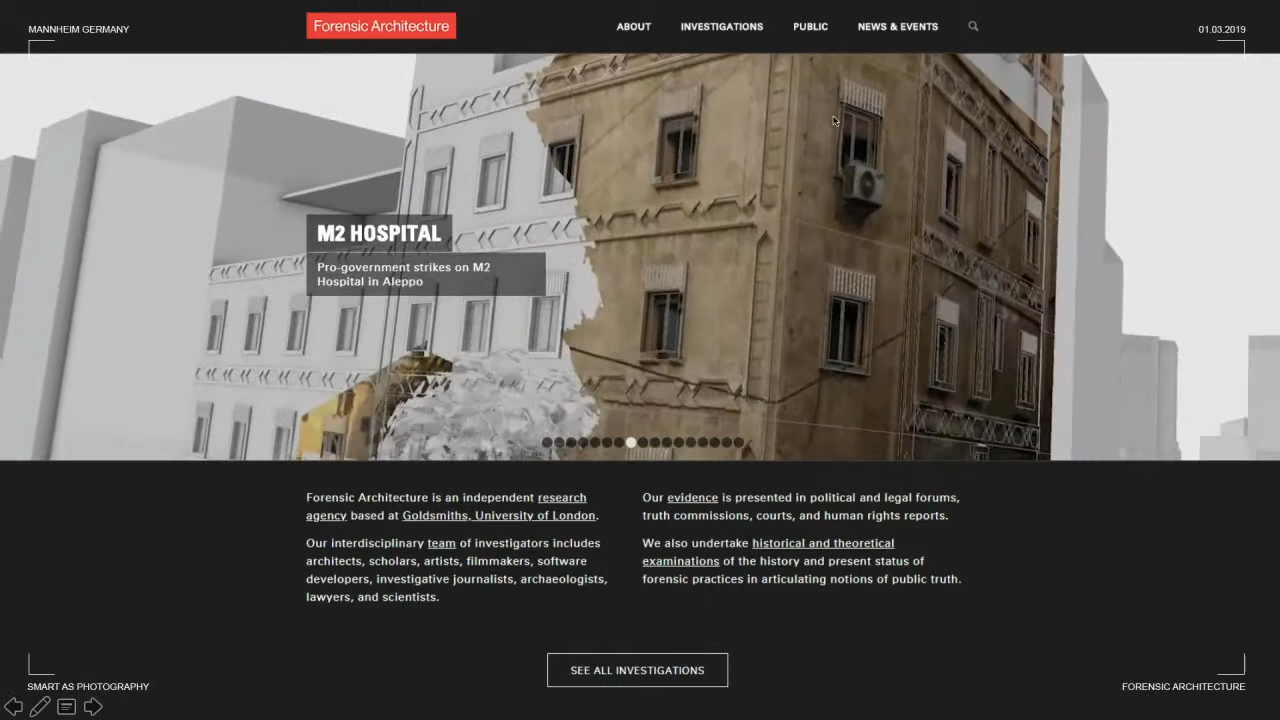 MANNHEIM GERMANY
Forensic Architecture
ABOUT
INVESTIGATIONS
PUBLIC
NEWS & EVENTS
01.03.2019
M2 HOSPITAL
Pro-government strikes on M2
Hospital in Aleppo
Forensic Architecture is an independent research
agency based at Goldsmiths, University of London.
Our interdisciplinary team of investigators includes
architects, scholars, artists, filmmakers, software
developers, investigative journalists, archaeologists,
lawyers, and scientists.
Our evidence is presented in political and legal forums,
truth commissions, courts, and human rights reports.
We also undertake historical and theoretical
examinations of the history and present status of
forensic practices in articulating notions of public truth.
SEE ALL INVESTIGATIONS
SMART AS PHOTOGRAPHY
FORENSIC ARCHITECTURE